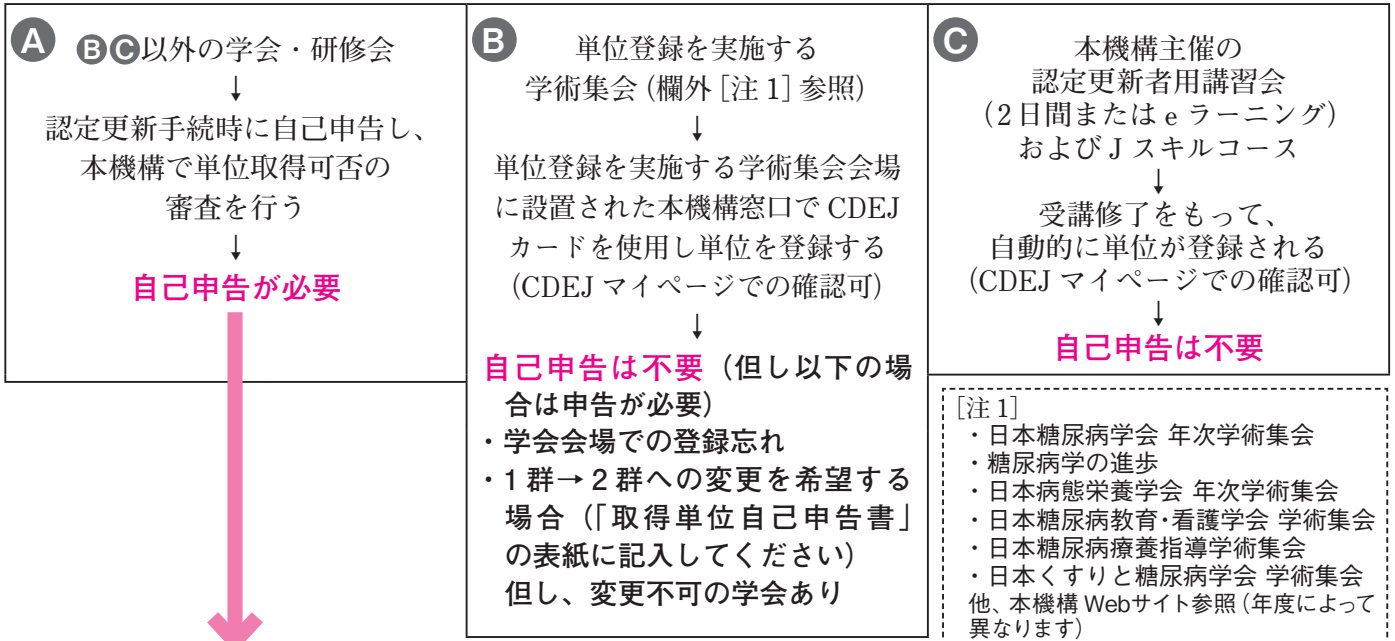 A
BC以外の学会・研修会
↓
認定更新手続時に自己申告し、
本機構で単位取得可否の
審査を行う
↓
自己申告が必要
B
単位登録を実施する
学術集会（欄外［注1］参照）
↓
単位登録を実施する学術集会会場
に設置された本機構窓口でCDEJ
カードを使用し単位を登録する
（CDEJマイページでの確認可）
↓
自己申告は不要（但し以下の場
合は申告が必要）
・学会会場での登録忘れ
・1群→2群への変更を希望する
場合（「取得単位自己申告書」
の表紙に記入してください）
但し、変更不可の学会あり
C
本機構主催の
認定更新者用講習会
（2日間またはeラーニング）
およびJスキルコース
↓
受講修了をもって、
自動的に単位が登録される
（CDEJマイページでの確認可）
↓
自己申告は不要
［注1］
・日本糖尿病学会 年次学術集会
・糖尿病学の進歩
・日本病態栄養学会 年次学術集会
・日本糖尿病教育・看護学会 学術集会
・日本糖尿病療養指導学術集会
・日本くすりと糖尿病学会 学術集会
他、本機構Webサイト参照（年度によって
異なります）